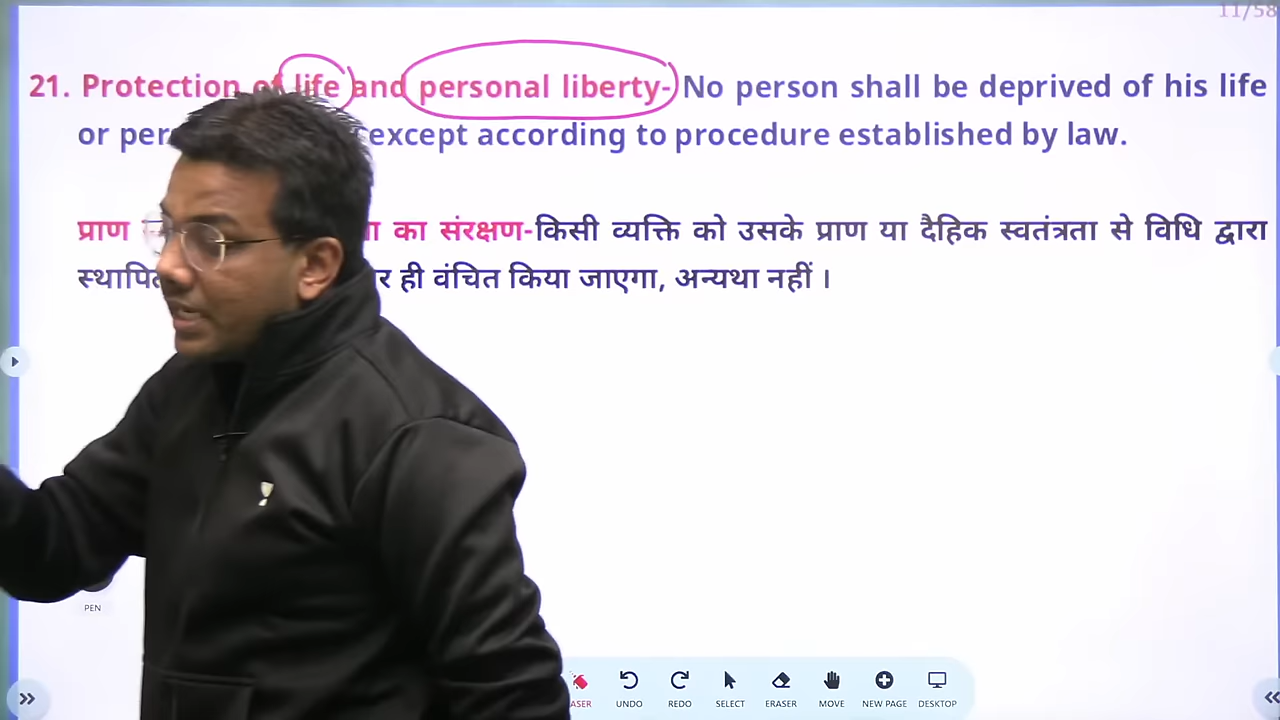 11/58
21. Protection of life and personal liberty- No person shall be deprived of his life
or except according to procedure established by law.
प्राण का संरक्षण-किसी व्यक्ति को उसके प्राण या दैहिक स्वतंत्रता से विधि द्वारा
ही वंचित किया जाएगा, अन्यथा नहीं ।
PEN
UNDO
REDO
SELECT
ERASER
MOVE
NEW PAGE
DESKTOP